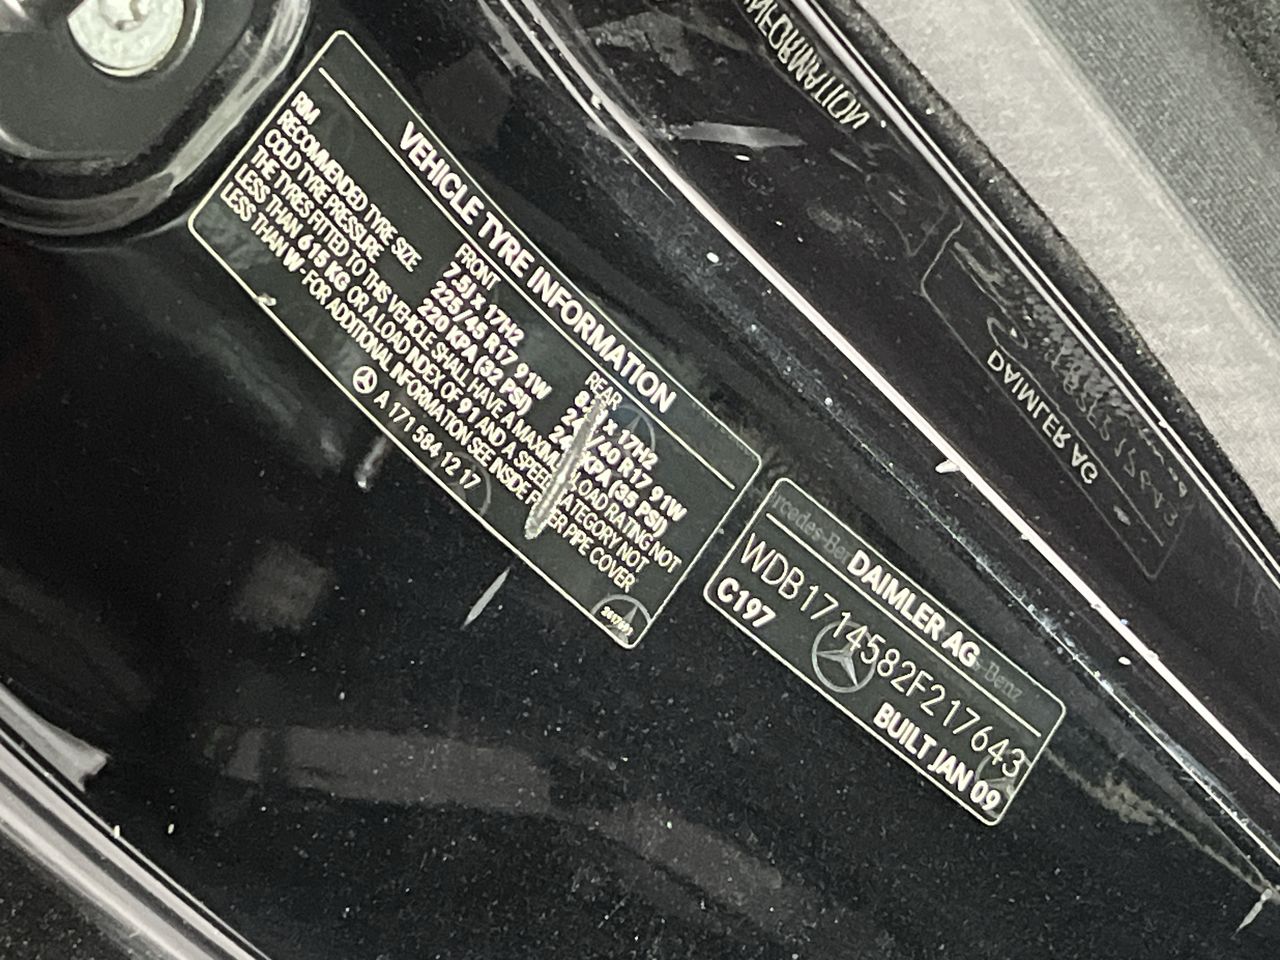 VEHICLE TYRE INFORMATION
FRONT REAR
RIM 7.5J x 17H2 x 17H2
RECOMMENDED TYRE SIZE 225/45 R17 91W /40 R17 91W
COLD TYRE PRESSURE 220 KPA (32 PSI) KPA (35 PSI)
THE TYRES FITTED TO THIS VEHICLE SHALL HAVE A MAXIMUM LOAD RATING NOT
LESS THAN 615 KG OR A LOAD INDEX OF 91 AND A SPEED CATEGORY NOT
LESS THAN W - FOR ADDITIONAL INFORMATION SEE INSIDE PIPE COVER
A 171 584 12 17
DAIMLER AG
WDB1714582F217643
C197 BUILT JAN 09
INFORMATION
DAIMLER AG